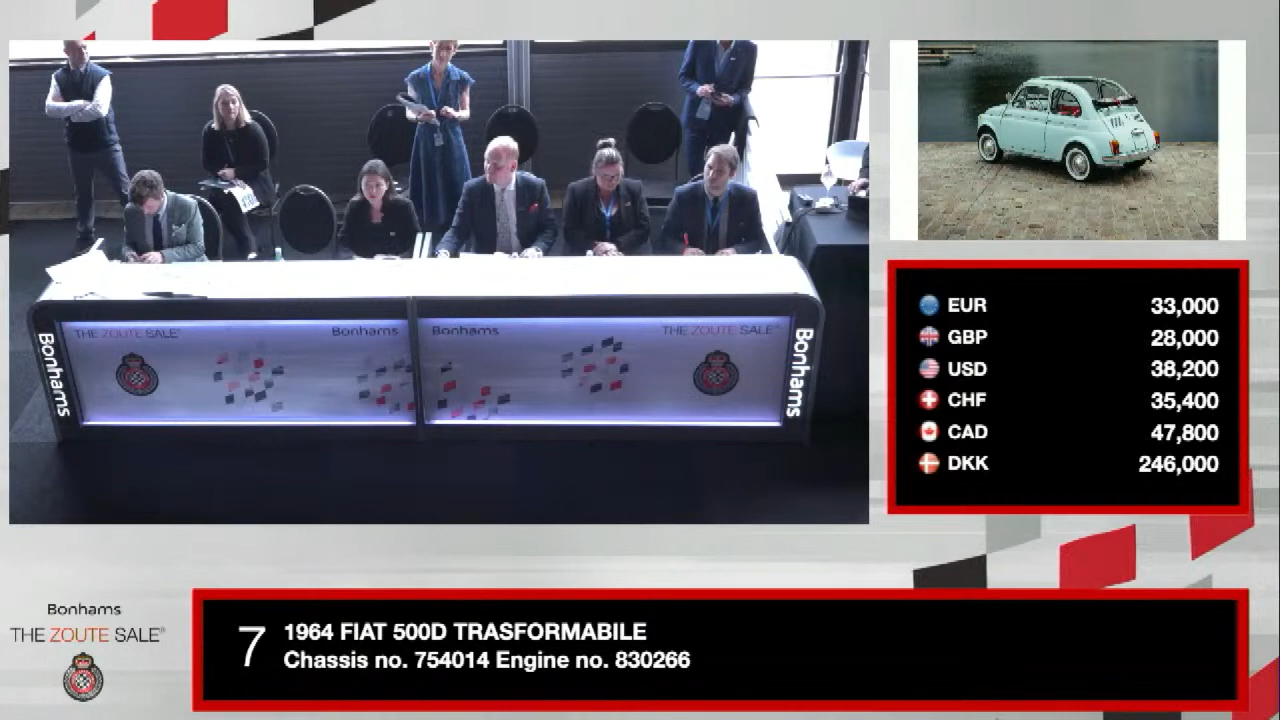 EUR 33,000
GBP 28,000
USD 38,200
CHF 35,400
CAD 47,800
DKK 246,000
THE ZOUTE SALE®
Bonhams
Bonhams
THE ZOUTE SALE®
Bonhams
Bonhams
Bonhams
THE ZOUTE SALE®
7
1964 FIAT 500D TRASFORMABILE
Chassis no. 754014 Engine no. 830266